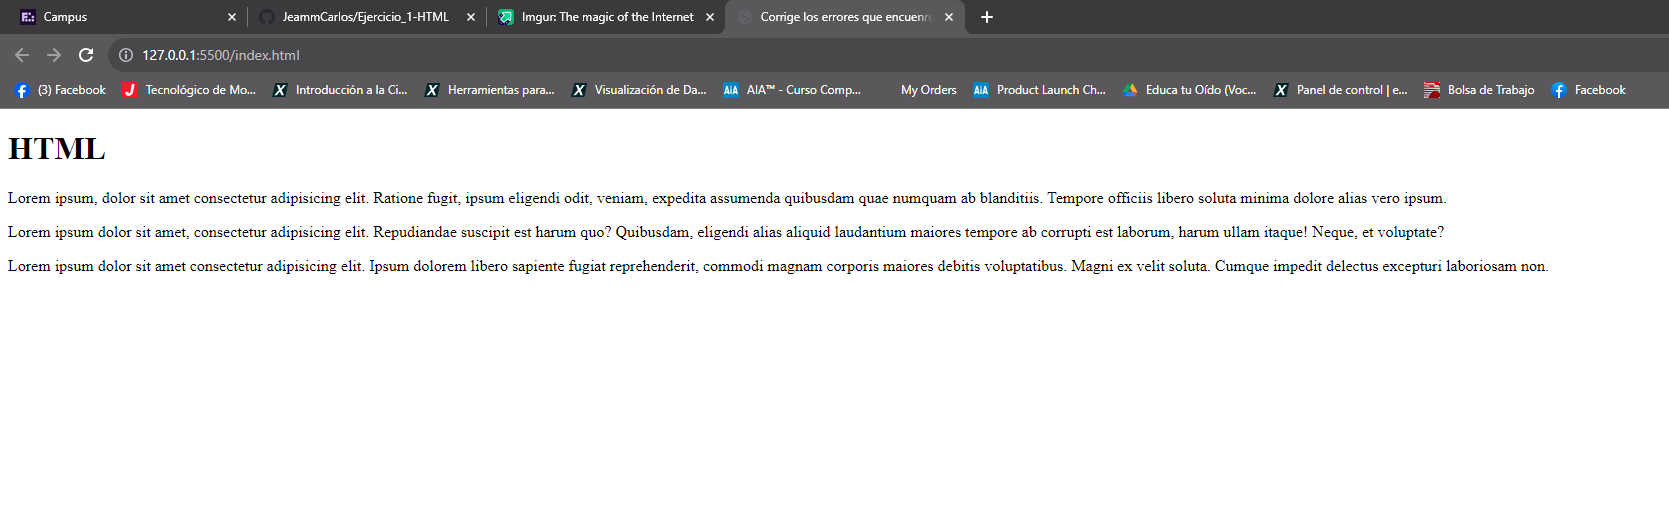 Campus
JeammCarlos/Ejercicio_1-HTML
Imgur: The magic of the Internet
Corrige los errores que encuenr
127.0.0.1:5500/index.html
(3) Facebook
Tecnológico de Mo...
Introducción a la Ci...
Herramientas para...
Visualización de Da...
AIA™ - Curso Comp...
My Orders
Product Launch Ch...
Educa tu Oído (Voc...
Panel de control | e...
Bolsa de Trabajo
Facebook
HTML
Lorem ipsum, dolor sit amet consectetur adipisicing elit. Ratione fugit, ipsum eligendi odit, veniam, expedita assumenda quibusdam quae numquam ab blanditiis. Tempore officiis libero soluta minima dolore alias vero ipsum.
Lorem ipsum dolor sit amet, consectetur adipisicing elit. Repudiandae suscipit est harum quo? Quibusdam, eligendi alias aliquid laudantium maiores tempore ab corrupti est laborum, harum ullam itaque! Neque, et voluptate?
Lorem ipsum dolor sit amet consectetur adipisicing elit. Ipsum dolorem libero sapiente fugiat reprehenderit, commodi magnam corporis maiores debitis voluptatibus. Magni ex velit soluta. Cumque impedit delectus excepturi laboriosam non.